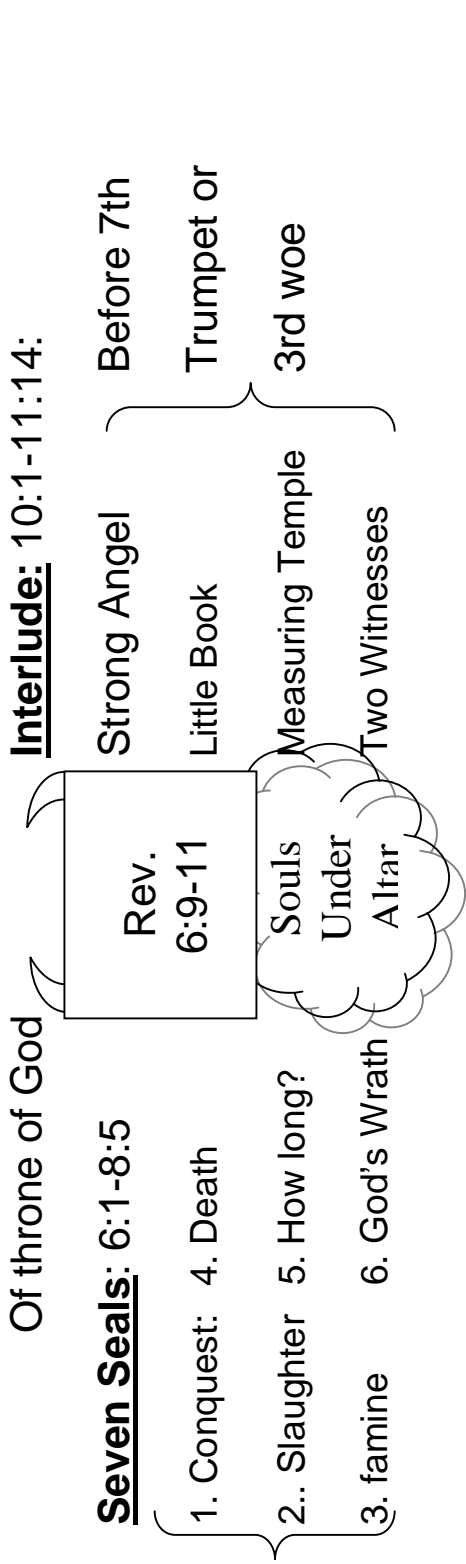 Of throne of God
Seven Seals: 6:1-8:5
1. Conquest: 4. Death
2.. Slaughter 5. How long?
3. famine 6. God's Wrath
Rev.
6:9-11
Souls
Under
Altar
Interlude: 10:1-11:14:
Strong Angel
Little Book
Measuring Temple
Two Witnesses
Before 7th
Trumpet or
3rd woe